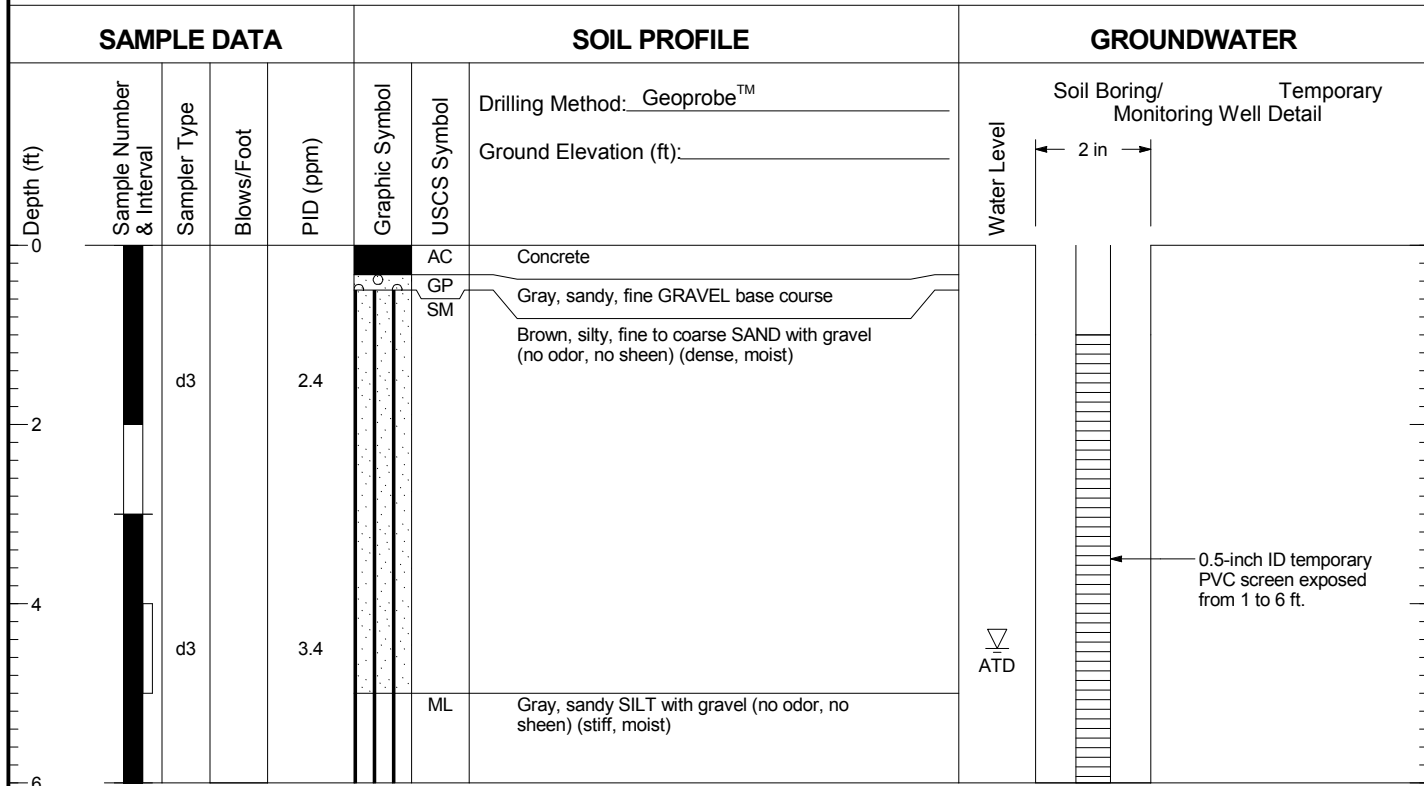 SAMPLE DATA
SOIL PROFILE
GROUNDWATER
Depth (ft)
Sample Number
& Interval
Sampler Type
Blows/Foot
PID (ppm)
Graphic Symbol
USCS Symbol
Drilling Method: Geoprobe™
Ground Elevation (ft):
Water Level
Soil Boring/ Temporary
Monitoring Well Detail
2 in
0
AC Concrete
GP Gray, sandy, fine GRAVEL base course
SM Brown, silty, fine to coarse SAND with gravel
(no odor, no sheen) (dense, moist)
d3 2.4
2
0.5-inch ID temporary
PVC screen exposed
from 1 to 6 ft.
4
d3 3.4
ATD
ML Gray, sandy SILT with gravel (no odor, no
sheen) (stiff, moist)
6